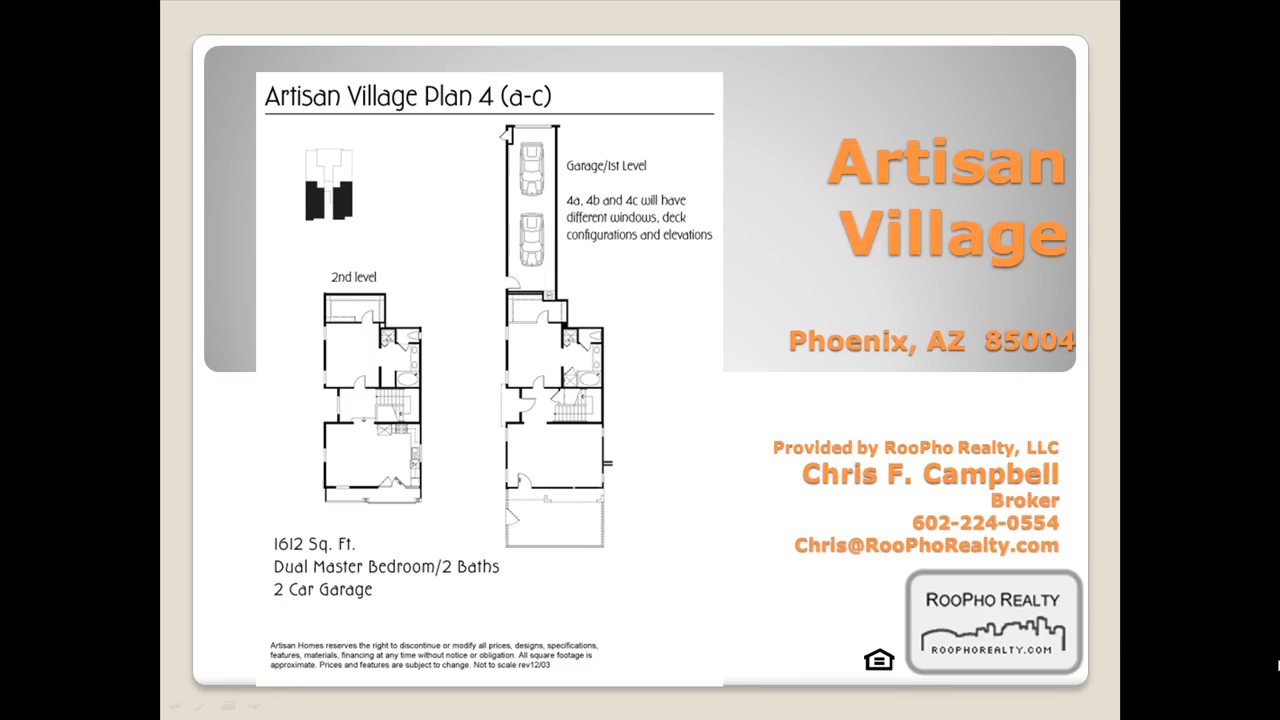 Artisan Village Plan 4 (a-c)
Garage/1st Level
4a, 4b and 4c will have
different windows, deck
configurations and elevations
2nd level
1612 Sq. Ft.
Dual Master Bedroom/2 Baths
2 Car Garage
Artisan Homes reserves the right to discontinue or modify all prices, designs, specifications,
features, materials, financing at any time without notice or obligation. All square footage is
approximate. Prices and features are subject to change. Not to scale rev12/03
Artisan
Village
Phoenix, AZ 85004
Provided by RooPho Realty, LLC
Chris F. Campbell
Broker
602-224-0554
Chris@RooPhoRealty.com
ROOPHO REALTY
ROOPHOREALTY.COM